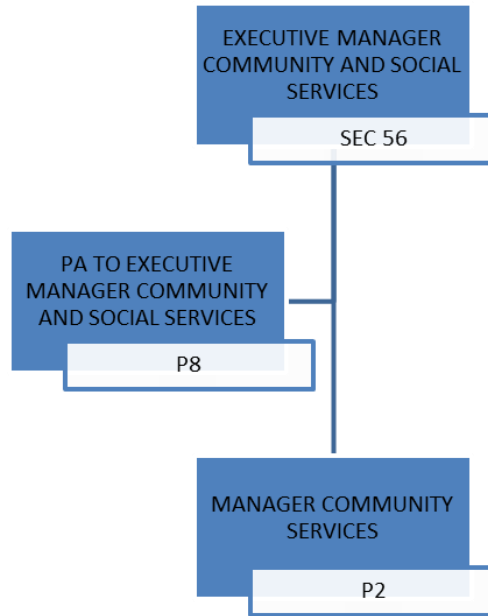 EXECUTIVE MANAGER
COMMUNITY AND SOCIAL
SERVICES
SEC 56
PA TO EXECUTIVE
MANAGER COMMUNITY
AND SOCIAL SERVICES
P8
MANAGER COMMUNITY
SERVICES
P2